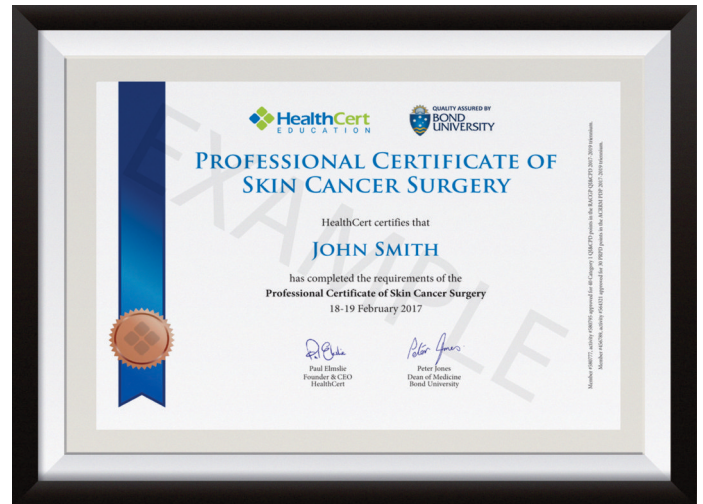 HealthCert
EDUCATION
QUALITY ASSURED BY
BOND
UNIVERSITY
PROFESSIONAL CERTIFICATE OF
SKIN CANCER SURGERY
HealthCert certifies that
JOHN SMITH
has completed the requirements of the
Professional Certificate of Skin Cancer Surgery
18-19 February 2017
Paul Elmslie
Founder & CEO
HealthCert
Peter Jones
Peter Jones
Dean of Medicine
Bond University
EXAMPLE